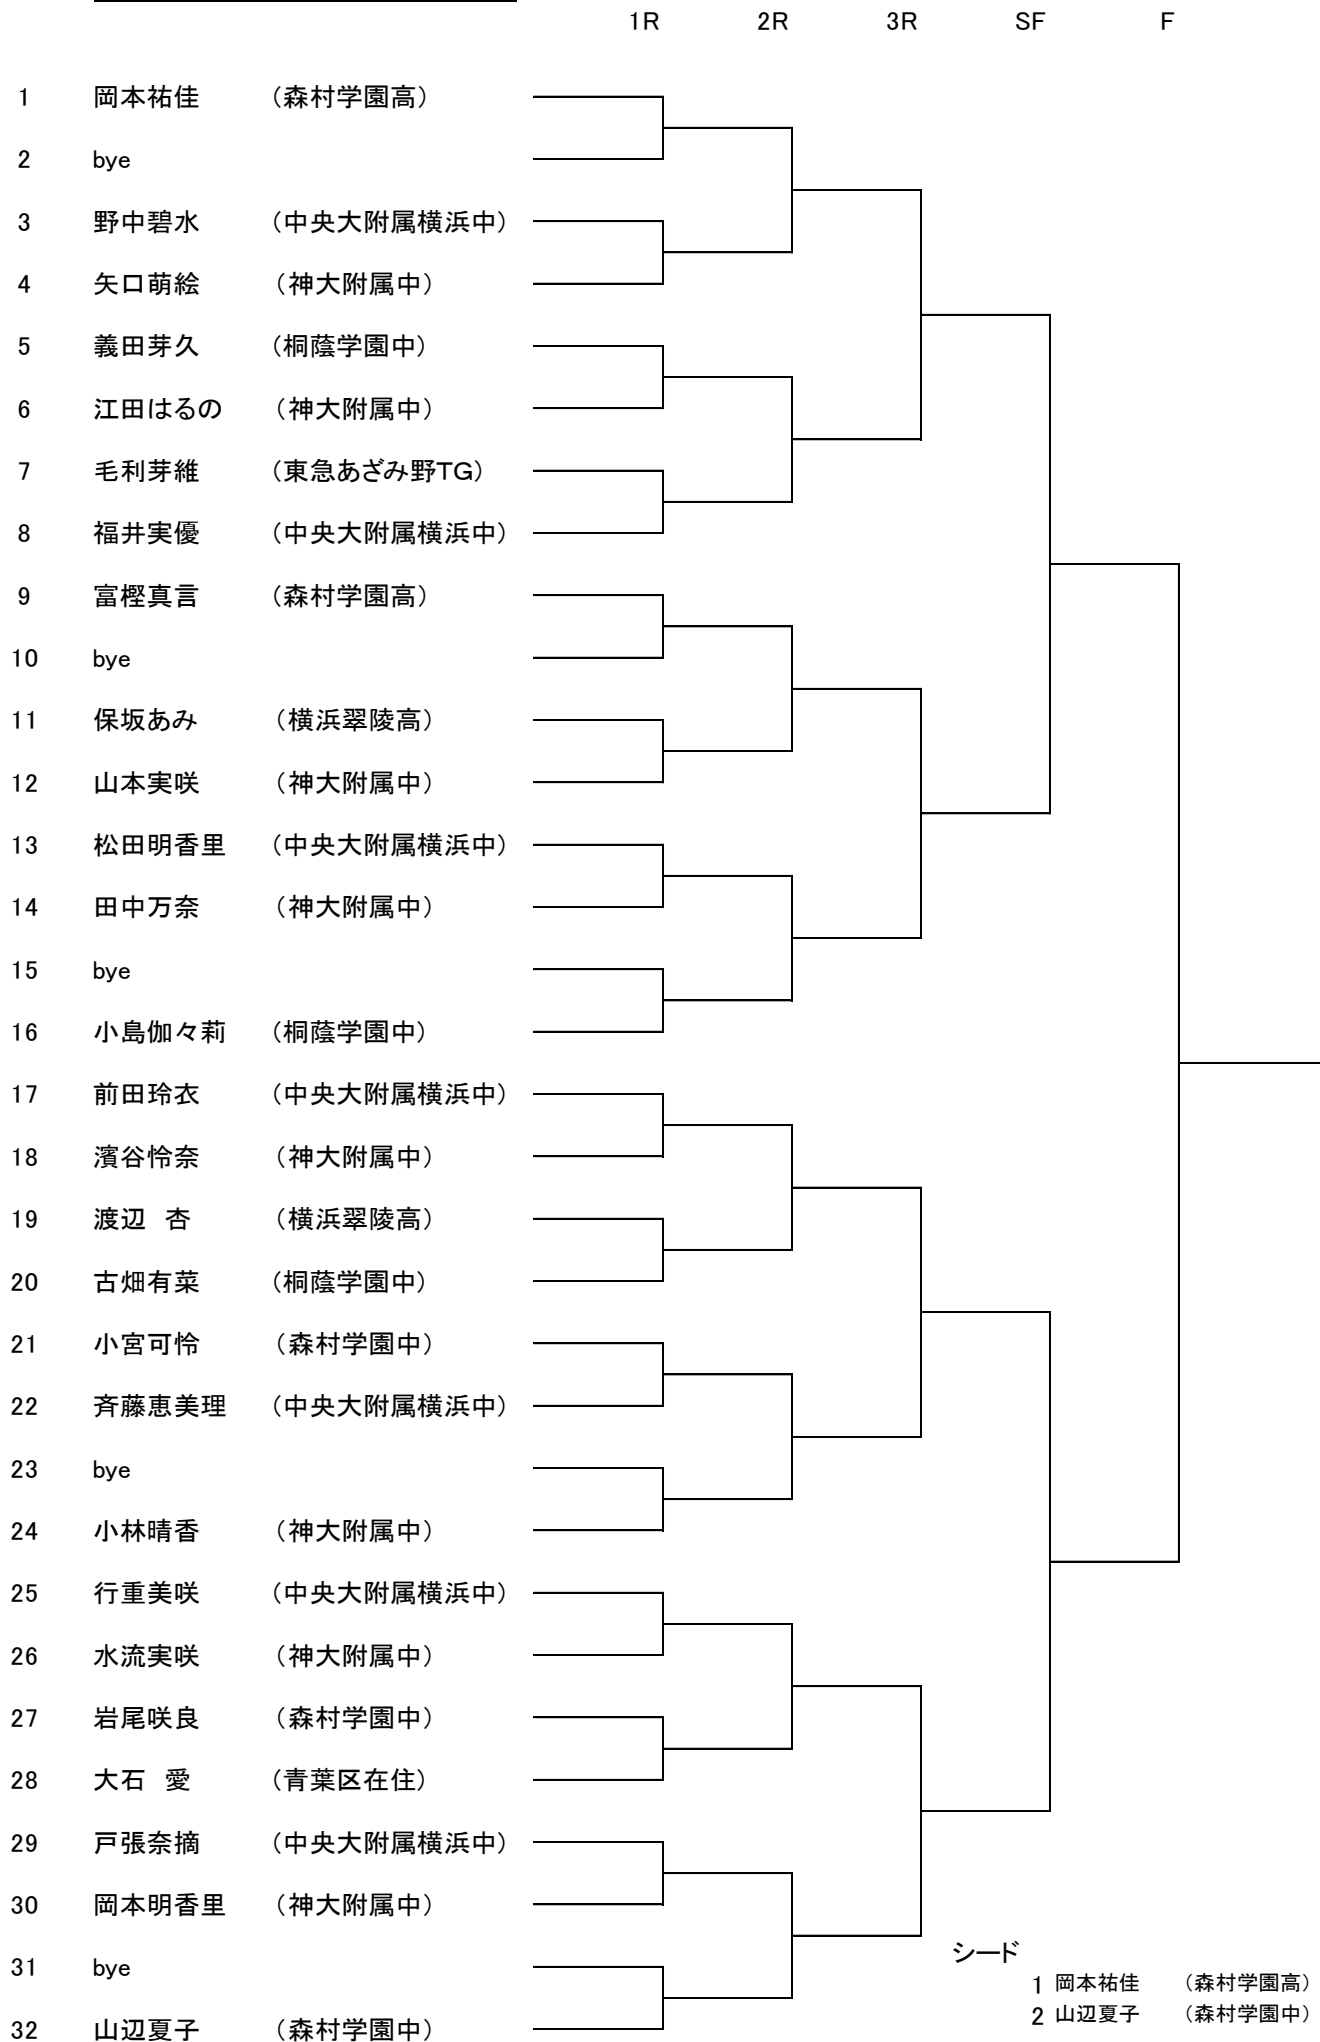 1R 2R 3R SF F
1 岡本祐佳 （森村学園高）
2 bye
3 野中碧水 （中央大附属横浜中）
4 矢口萌絵 （神大附属中）
5 義田芽久 （桐蔭学園中）
6 江田はるの （神大附属中）
7 毛利芽維 （東急あざみ野TG）
8 福井実優 （中央大附属横浜中）
9 富樫真言 （森村学園高）
10 bye
11 保坂あみ （横浜翠陵高）
12 山本実咲 （神大附属中）
13 松田明香里 （中央大附属横浜中）
14 田中万奈 （神大附属中）
15 bye
16 小島伽々莉 （桐蔭学園中）
17 前田玲衣 （中央大附属横浜中）
18 濱谷怜奈 （神大附属中）
19 渡辺　杏 （横浜翠陵高）
20 古畑有菜 （桐蔭学園中）
21 小宮可怜 （森村学園中）
22 斉藤恵美理 （中央大附属横浜中）
23 bye
24 小林晴香 （神大附属中）
25 行重美咲 （中央大附属横浜中）
26 水流実咲 （神大附属中）
27 岩尾咲良 （森村学園中）
28 大石　愛 （青葉区在住）
29 戸張奈摘 （中央大附属横浜中）
30 岡本明香里 （神大附属中）
31 bye
32 山辺夏子 （森村学園中）
シード
1 岡本祐佳 （森村学園高）
2 山辺夏子 （森村学園中）